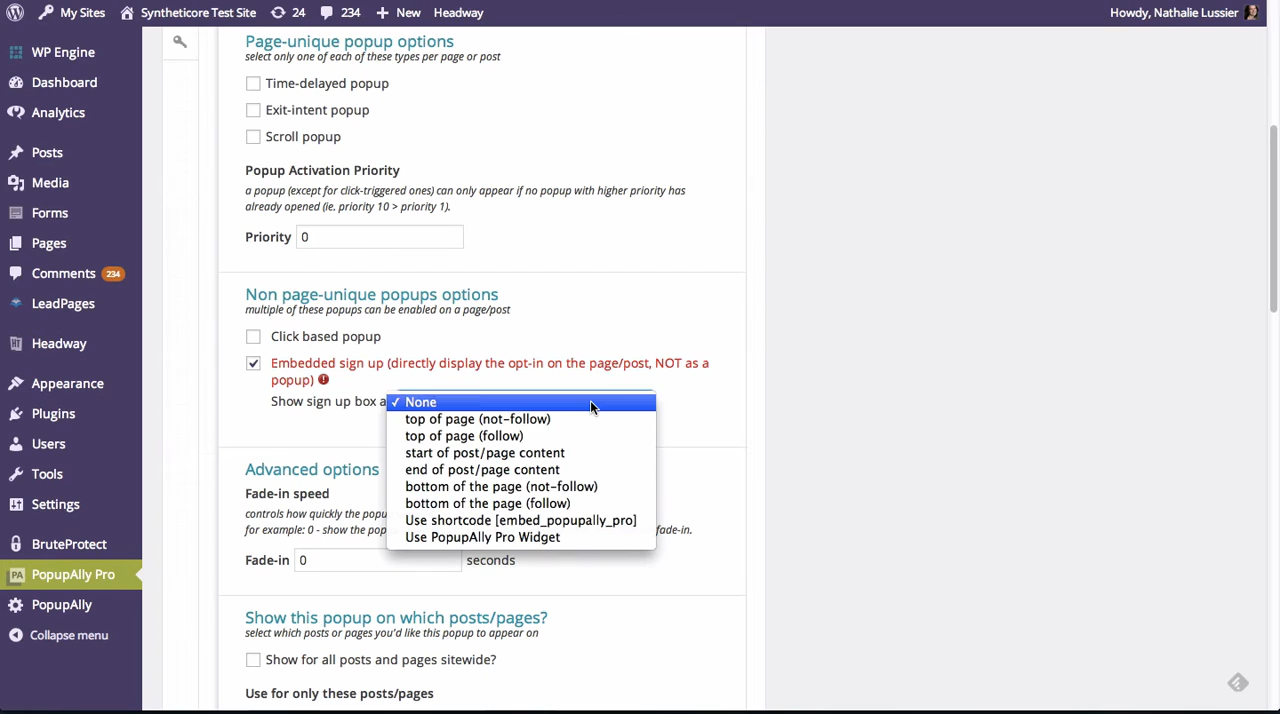 My Sites
Syntheticore Test Site
24
234
New
Headway
Howdy, Nathalie Lussier
WP Engine
Dashboard
Analytics
Posts
Media
Forms
Pages
Comments 234
LeadPages
Headway
Appearance
Plugins
Users
Tools
Settings
BruteProtect
PA PopupAlly Pro
PopupAlly
Collapse menu
Page-unique popup options
select only one of each of these types per page or post
Time-delayed popup
Exit-intent popup
Scroll popup
Popup Activation Priority
a popup (except for click-triggered ones) can only appear if no popup with higher priority has
already opened (ie. priority 10 > priority 1).
Priority 0
Non page-unique popups options
multiple of these popups can be enabled on a page/post
Click based popup
Embedded sign up (directly display the opt-in on the page/post, NOT as a
popup)
Show sign up box a
✓ None
top of page (not-follow)
top of page (follow)
start of post/page content
end of post/page content
bottom of the page (not-follow)
bottom of the page (follow)
Use shortcode [embed_popupally_pro]
Use PopupAlly Pro Widget
Advanced options
Fade-in speed
controls how quickly the popu
for example: 0 - show the pop
fade-in.
Fade-in 0 seconds
Show this popup on which posts/pages?
select which posts or pages you'd like this popup to appear on
Show for all posts and pages sitewide?
Use for only these posts/pages